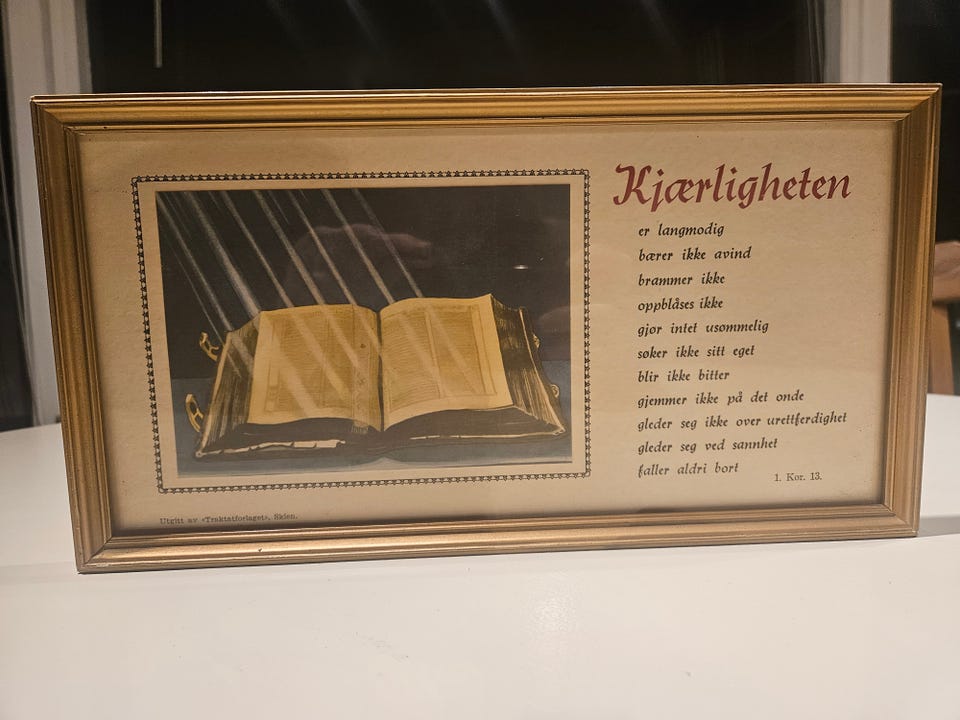 Kjærligheten
er langmodig
bærer ikke avind
brammer ikke
oppblåses ikke
gjør intet usømmelig
søker ikke sitt eget
blir ikke bitter
gjemmer ikke på det onde
gleder seg ikke over urettferdighet
gleder seg ved sannhet
faller aldri bort
1. Kor. 13.
Utgitt av «Traktatforlaget», Skien.